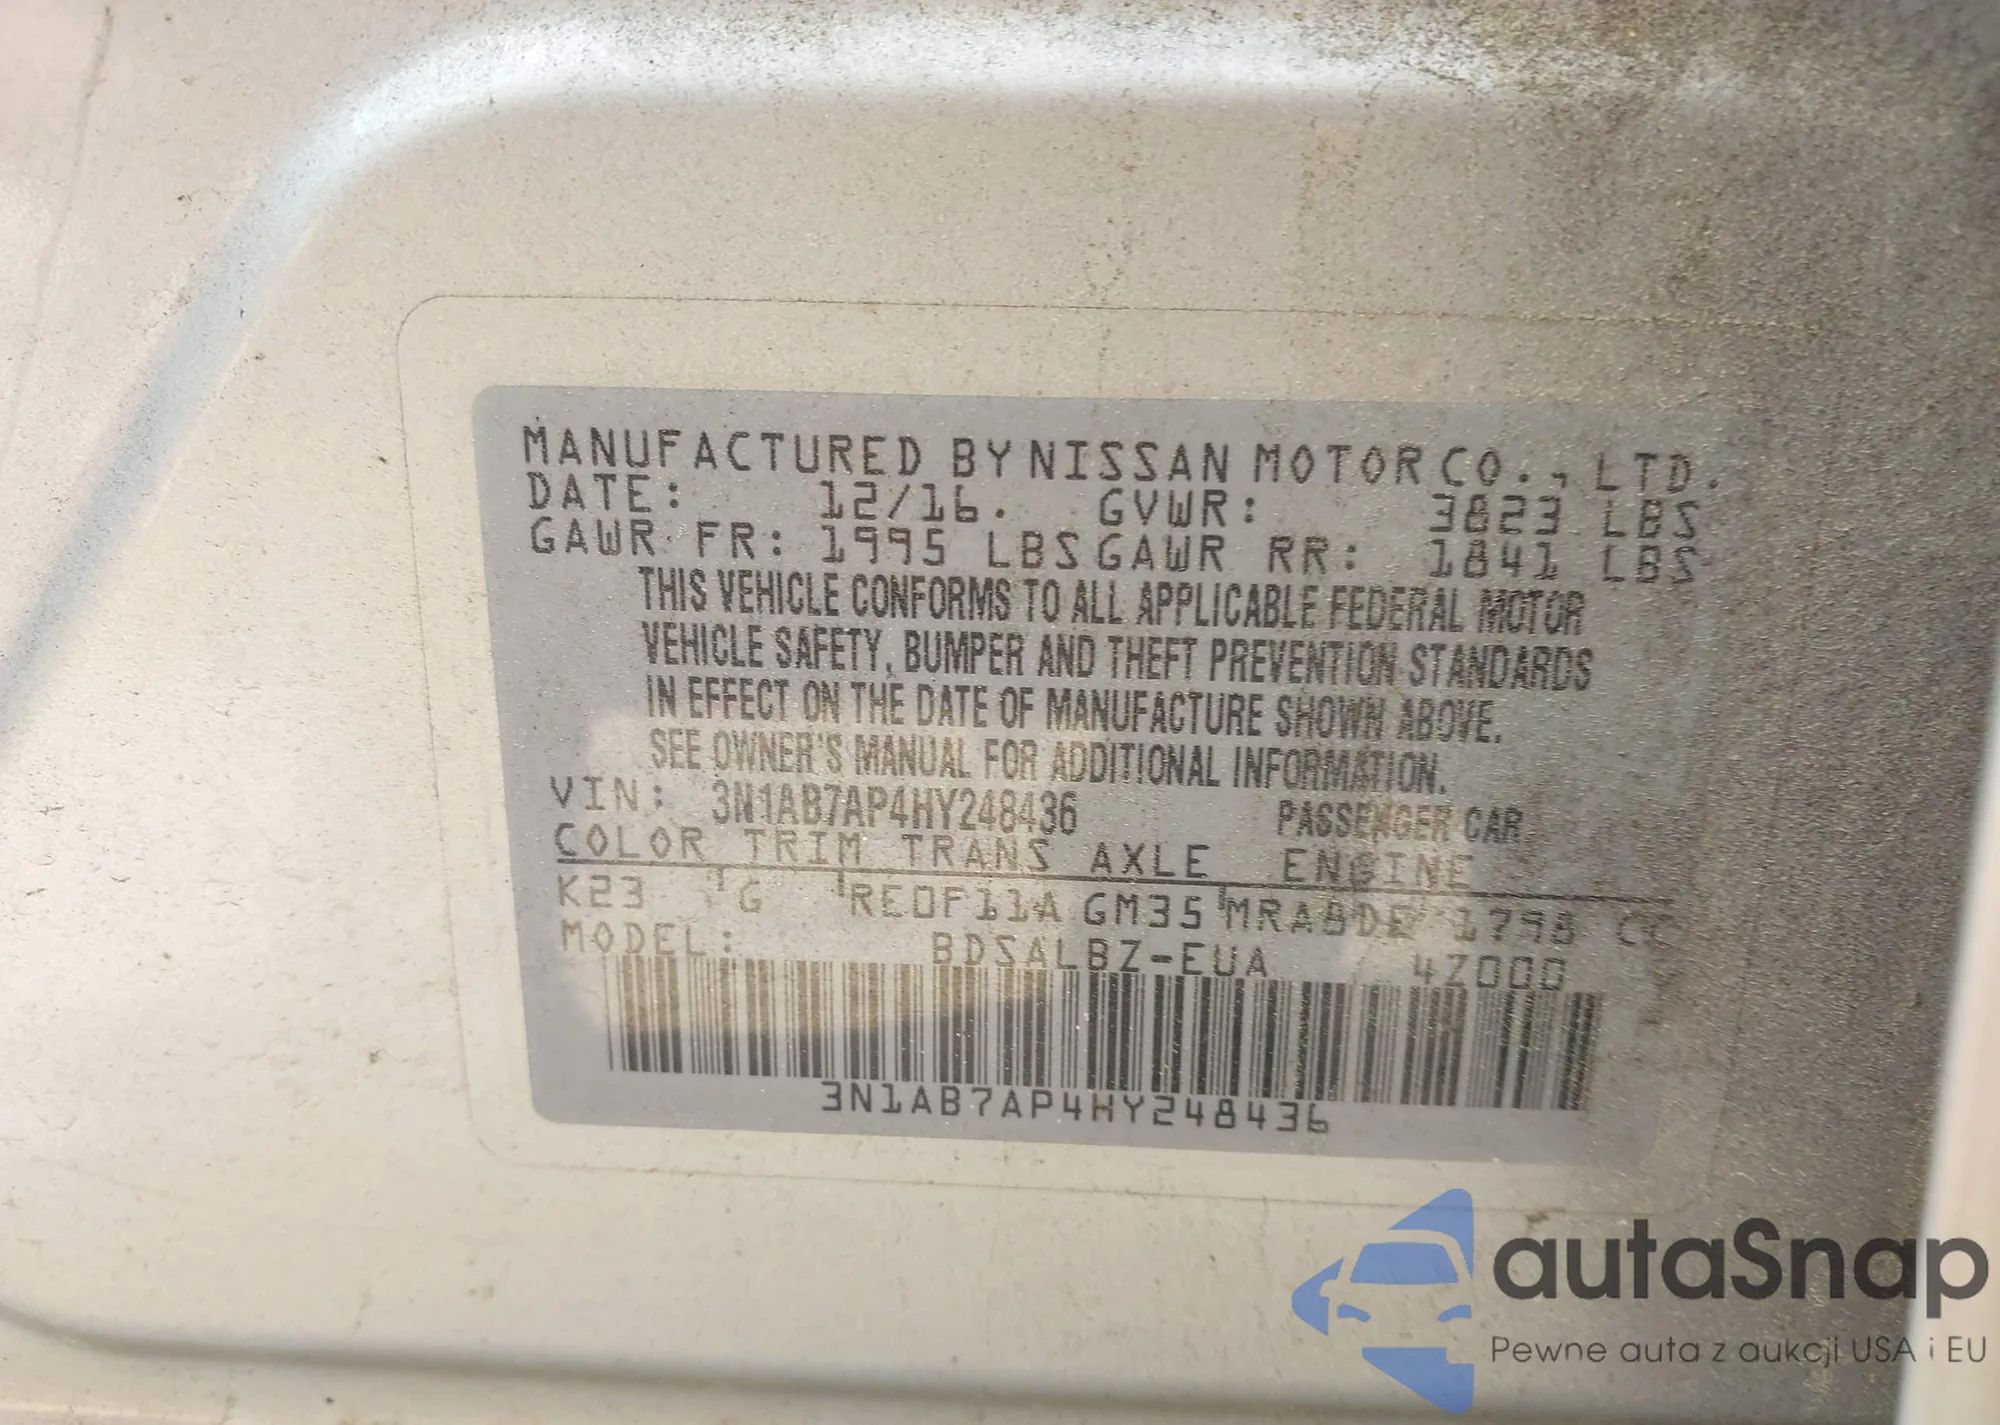 MANUFACTURED BY NISSAN MOTOR CO., LTD.
DATE: 12/16. GVWR: 3823 LBS
GAWR FR: 1995 LBS GAWR RR: 1841 LBS
THIS VEHICLE CONFORMS TO ALL APPLICABLE FEDERAL MOTOR
VEHICLE SAFETY, BUMPER AND THEFT PREVENTION STANDARDS
IN EFFECT ON THE DATE OF MANUFACTURE SHOWN ABOVE.
SEE OWNER'S MANUAL FOR ADDITIONAL INFORMATION.
VIN: 3N1AB7AP4HY248436 PASSENGER CAR
COLOR TRIM TRANS AXLE ENGINE
K23 G RE0F11A GM35 MRA8DE 1798 CC
MODEL: BDSALBZ-EUA 4Z000
3N1AB7AP4HY248436
autaSnap
Pewne auta z aukcji USA i EU